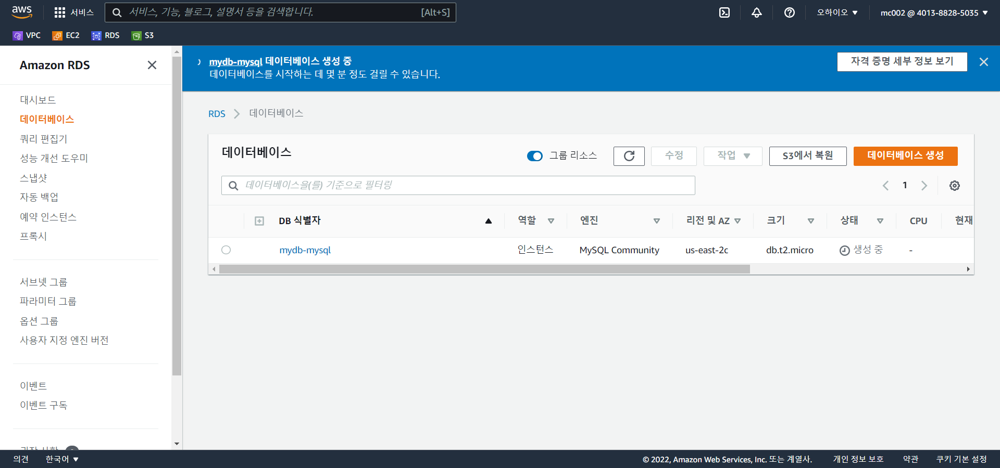 aws
서비스
서비스, 기능, 블로그, 설명서 등을 검색합니다.
[Alt+S]
오하이오
mc002 @ 4013-8828-5035
VPC
EC2
RDS
S3
Amazon RDS
대시보드
데이터베이스
쿼리 편집기
성능 개선 도우미
스냅샷
자동 백업
예약 인스턴스
프록시
서브넷 그룹
파라미터 그룹
옵션 그룹
사용자 지정 엔진 버전
이벤트
이벤트 구독
mydb-mysql 데이터베이스 생성 중
데이터베이스를 시작하는 데 몇 분 정도 걸릴 수 있습니다.
자격 증명 세부 정보 보기
RDS
데이터베이스
데이터베이스
그룹 리소스
수정
작업
S3에서 복원
데이터베이스 생성
데이터베이스을(를) 기준으로 필터링
1
DB 식별자
역할
엔진
리전 및 AZ
크기
상태
CPU
현재
mydb-mysql
인스턴스
MySQL Community
us-east-2c
db.t2.micro
생성 중
-
의견
한국어
© 2022, Amazon Web Services, Inc. 또는 계열사.
개인 정보 보호
약관
쿠키 기본 설정